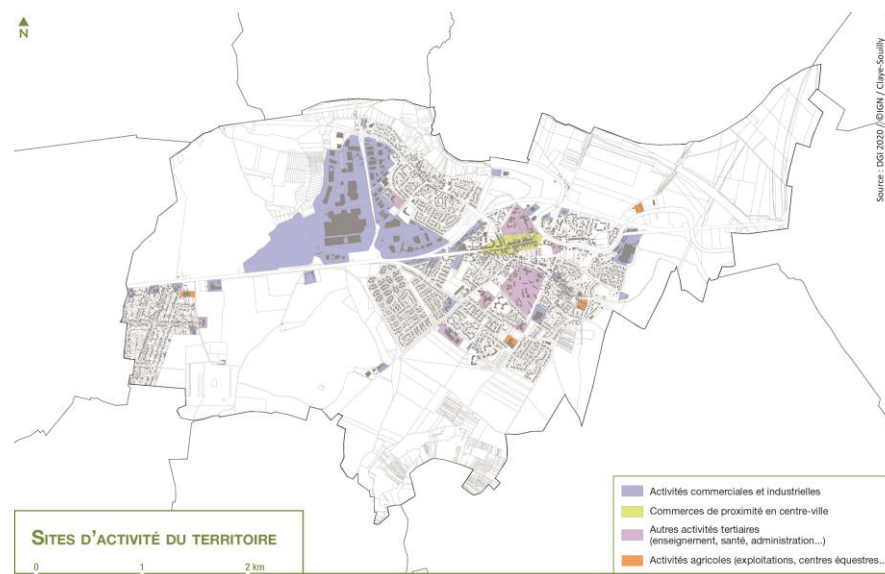 N
Source : DGI 2020 /©IGN / Claye-Souilly
SITES D'ACTIVITÉ DU TERRITOIRE
0 1 2 km
Activités commerciales et industrielles
Commerces de proximité en centre-ville
Autres activités tertiaires
(enseignement, santé, administration...)
Activités agricoles (exploitations, centres équestres...